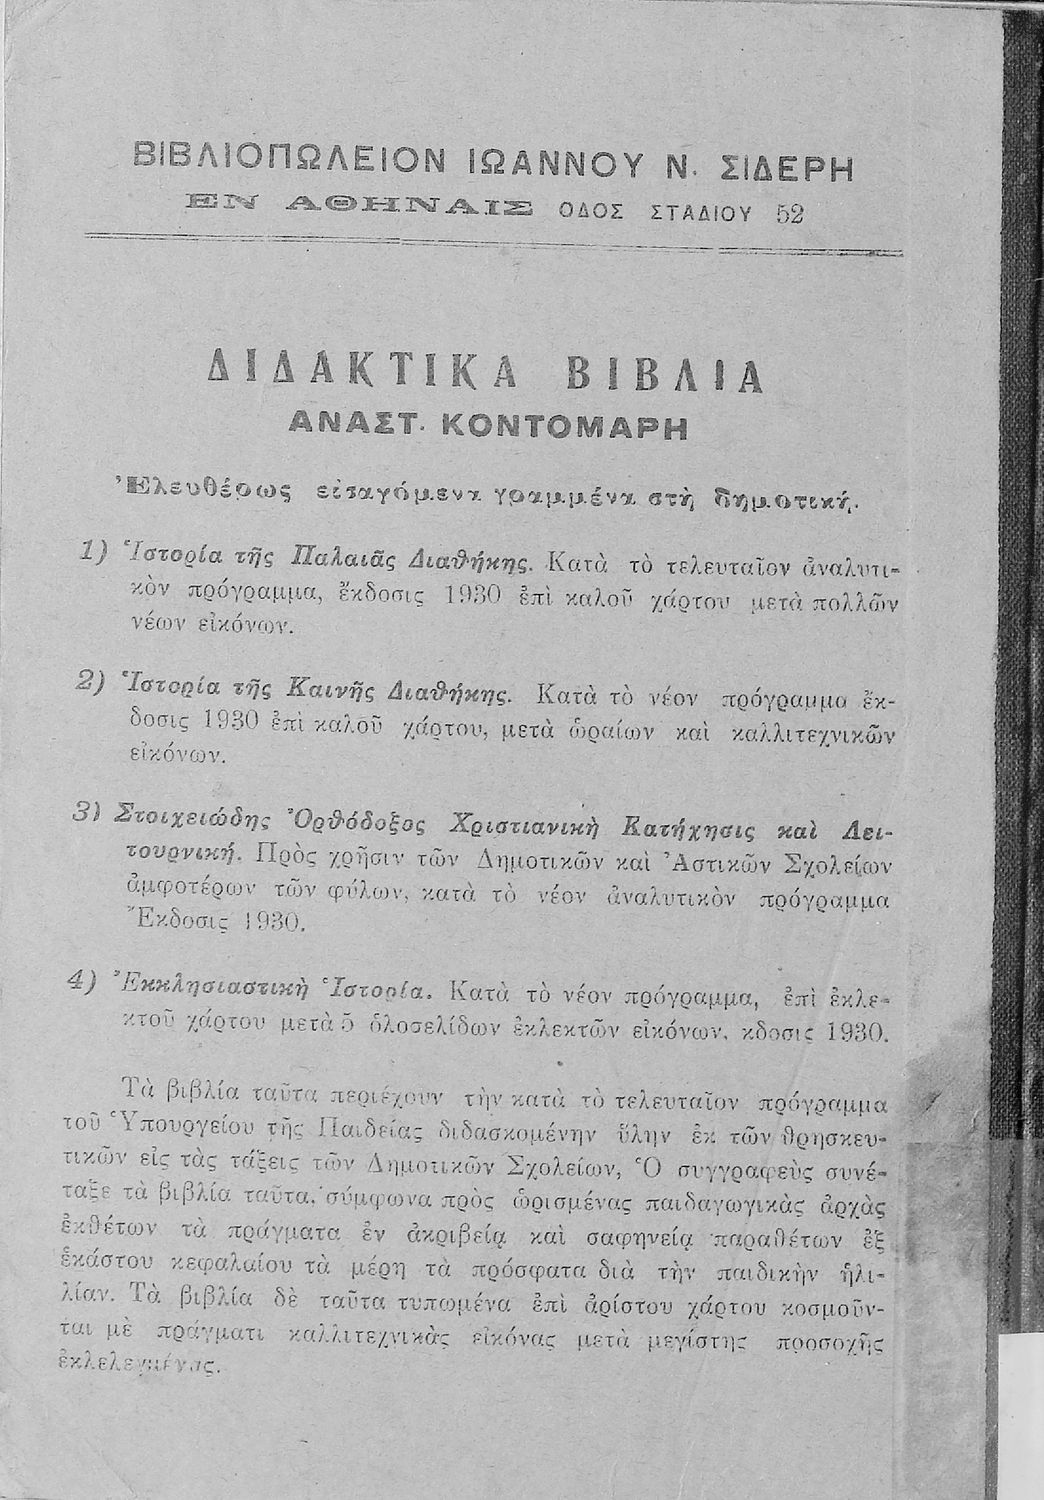 ΒΙΒΛΙΟΠΩΛΕΙΟΝ ΙΩΑΝΝΟΥ Ν. ΣΙΔΕΡΗ
ΕΝ ΑΘΗΝΑΙΣ ΟΔΟΣ ΣΤΑΔΙΟΥ 52
ΔΙΔΑΚΤΙΚΑ ΒΙΒΛΙΑ
ΑΝΑΣΤ. ΚΟΝΤΟΜΑΡΗ
Ἐλευθέρως εἰσαγόμενα γραμμένα στὴ δημοτική.
1) Ἱστορία τῆς Παλαιᾶς Διαθήκης. Κατὰ τὸ τελευταῖον ἀναλυτι-
κὸν πρόγραμμα, ἔκδοσις 1930 ἐπὶ καλοῦ χάρτου μετὰ πολλῶν
νέων εἰκόνων.
2) Ἱστορία τῆς Καινῆς Διαθήκης. Κατὰ τὸ νέον πρόγραμμα ἔκ-
δοσις 1930 ἐπὶ καλοῦ χάρτου, μετὰ ὡραίων καὶ καλλιτεχνικῶν
εἰκόνων.
3) Στοιχειώδης Ὀρθόδοξος Χριστιανικὴ Κατήχησις καὶ Λει-
τουρνική. Πρὸς χρῆσιν τῶν Δημοτικῶν καὶ Ἀστικῶν Σχολείων
ἀμφοτέρων τῶν φύλων, κατὰ τὸ νέον ἀναλυτικὸν πρόγραμμα
Ἔκδοσις 1930.
4) Ἐκκλησιαστικὴ Ἱστορία. Κατὰ τὸ νέον πρόγραμμα, ἐπὶ ἐκλε-
κτοῦ χάρτου μετὰ 5 ὁλοσελίδων ἐκλεκτῶν εἰκόνων, κδοσις 1930.
Τὰ βιβλία ταῦτα περιέχουν τὴν κατὰ τὸ τελευταῖον πρόγραμμα
τοῦ Ὑπουργείου τῆς Παιδείας διδασκομένην ὕλην ἐκ τῶν θρησκευ-
τικῶν εἰς τὰς τάξεις τῶν Δημοτικῶν Σχολείων, Ὁ συγγραφεὺς συνέ-
ταξε τὰ βιβλία ταῦτα, σύμφωνα πρὸς ὡρισμένας παιδαγωγικὰς ἀρχὰς
ἐκθέτων τὰ πράγματα ἐν ἀκριβείᾳ καὶ σαφηνείᾳ παραθέτων ἐξ
ἑκάστου κεφαλαίου τὰ μέρη τὰ πρόσφατα διὰ τὴν παιδικὴν ἡλι-
λίαν. Τὰ βιβλία δὲ ταῦτα τυπωμένα ἐπὶ ἀρίστου χάρτου κοσμοῦν-
ται μὲ πράγματι καλλιτεχνικὰς εἰκόνας μετὰ μεγίστης προσοχῆς
ἐκλελεγμένας.